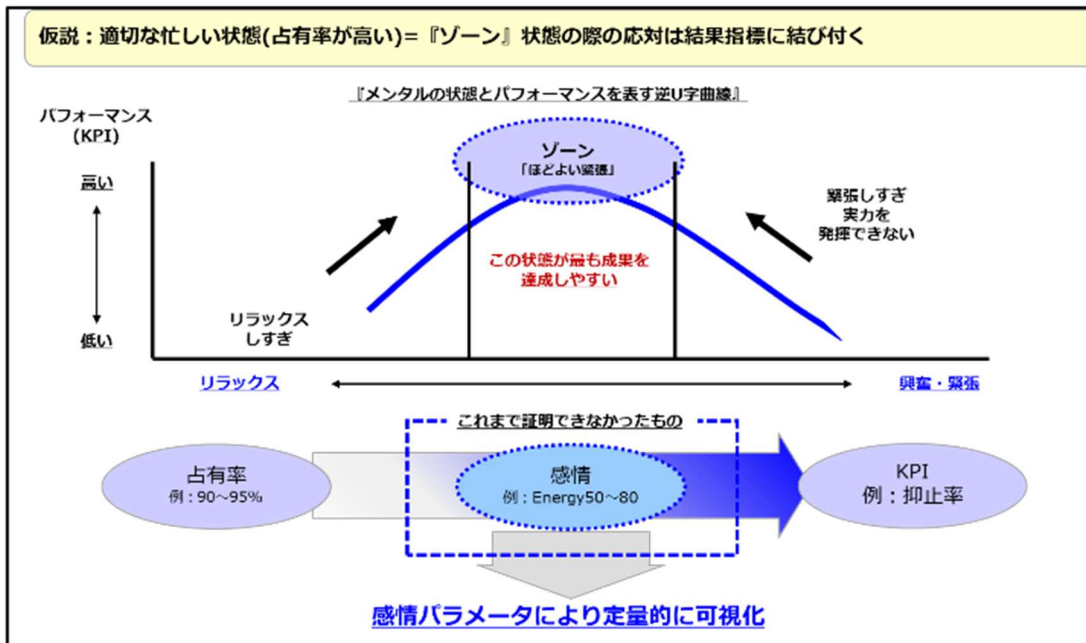 仮説：適切な忙しい状態(占有率が高い)=『ゾーン』状態の際の応対は結果指標に結び付く
『メンタルの状態とパフォーマンスを表す逆U字曲線』
パフォーマンス
(KPI)
高い
低い
ゾーン
「ほどよい緊張」
この状態が最も成果を
達成しやすい
リラックス
しすぎ
緊張しすぎ
実力を
発揮できない
リラックス
興奮・緊張
これまで証明できなかったもの
占有率
例：90～95%
感情
例：Energy50～80
KPI
例：抑止率
感情パラメータにより定量的に可視化